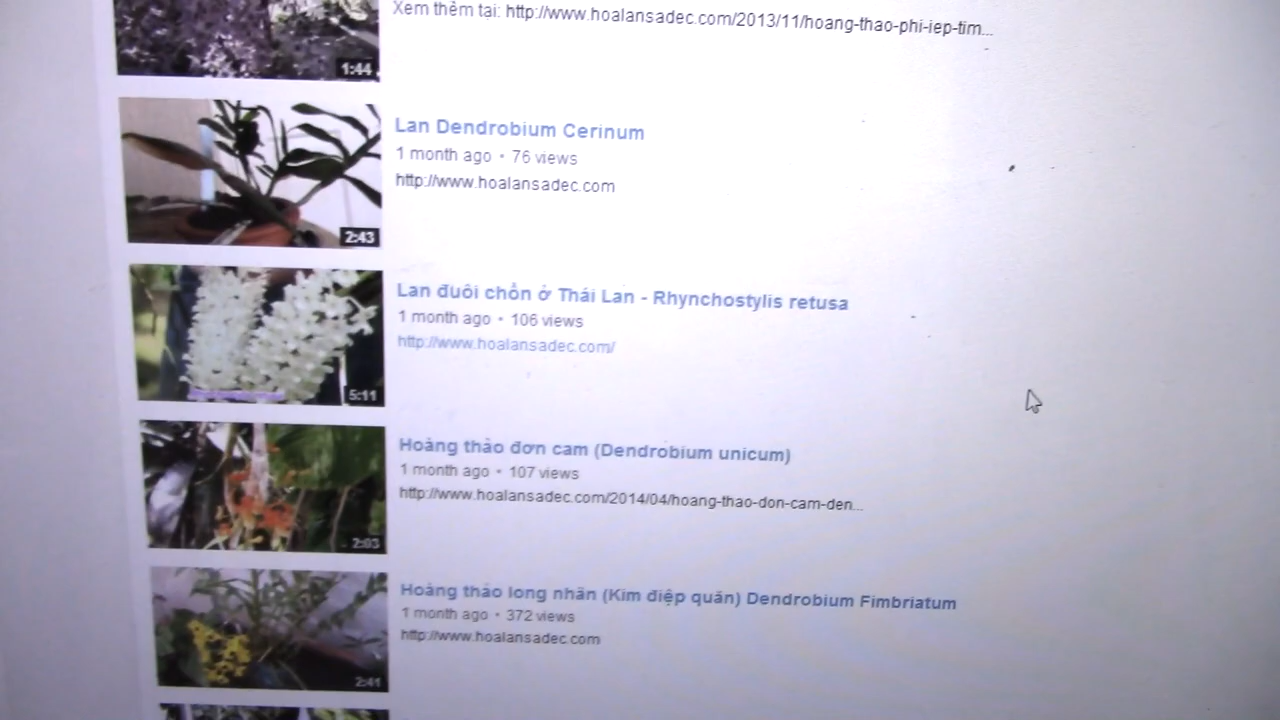 Xem thêm tại: http://www.hoalansadec.com/2013/11/hoang-thao-phi-iep-tim...
1:44
Lan Dendrobium Cerinum
1 month ago • 76 views
http://www.hoalansadec.com
2:43
Lan đuôi chồn ở Thái Lan - Rhynchostylis retusa
1 month ago • 106 views
http://www.hoalansadec.com/
5:11
Hoàng thảo đơn cam (Dendrobium unicum)
1 month ago • 107 views
http://www.hoalansadec.com/2014/04/hoang-thao-don-cam-den...
2:03
Hoàng thảo long nhãn (Kim điệp quăn) Dendrobium Fimbriatum
1 month ago • 372 views
http://www.hoalansadec.com
2:41